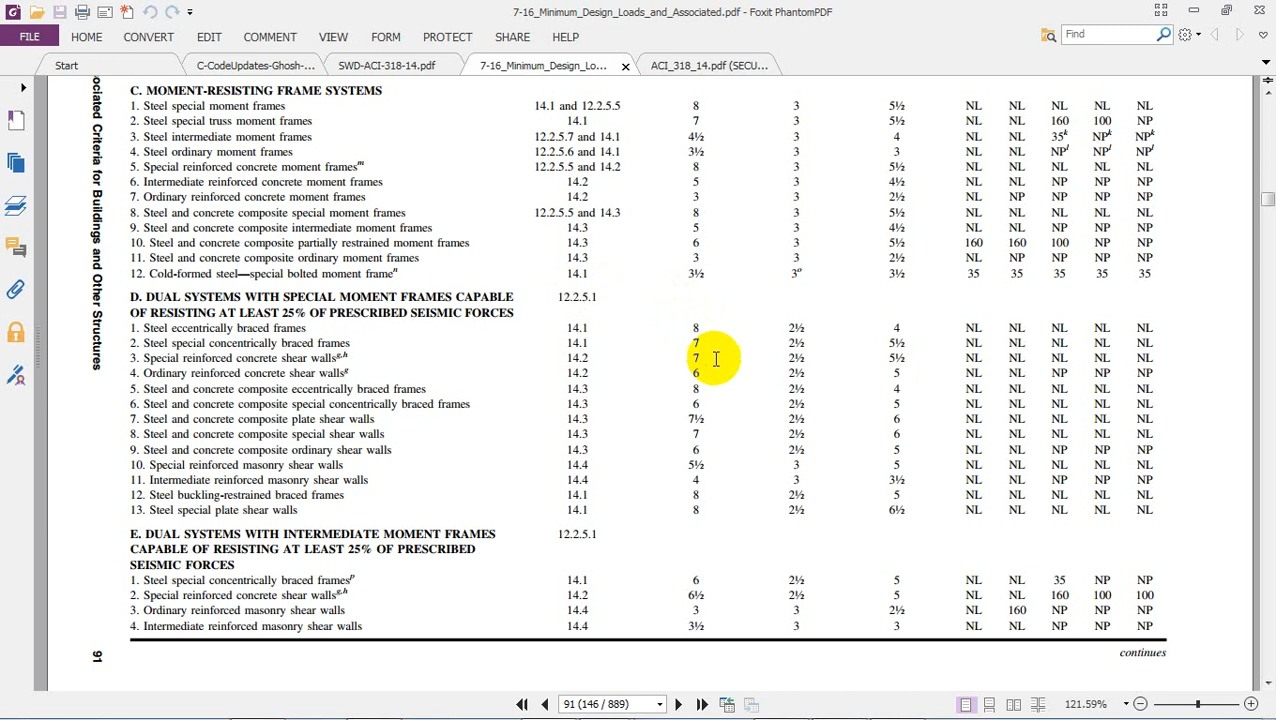 7-16_Minimum_Design_Loads_and_Associated.pdf - Foxit PhantomPDF
FILE HOME CONVERT EDIT COMMENT VIEW FORM PROTECT SHARE HELP Find
Start C-CodeUpdates-Ghosh-... SWD-ACI-318-14.pdf 7-16_Minimum_Design_Lo... ACI_318_14.pdf (SECU...
ociated Criteria for Buildings and Other Structures
C. MOMENT-RESISTING FRAME SYSTEMS
1. Steel special moment frames 14.1 and 12.2.5.5 8 3 5½ NL NL NL NL NL
2. Steel special truss moment frames 14.1 7 3 5½ NL NL 160 100 NP
3. Steel intermediate moment frames 12.2.5.7 and 14.1 4½ 3 4 NL NL 35k NPk NPk
4. Steel ordinary moment frames 12.2.5.6 and 14.1 3½ 3 3 NL NL NPl NPl NPl
5. Special reinforced concrete moment framesm 12.2.5.5 and 14.2 8 3 5½ NL NL NL NL NL
6. Intermediate reinforced concrete moment frames 14.2 5 3 4½ NL NL NP NP NP
7. Ordinary reinforced concrete moment frames 14.2 3 3 2½ NL NP NP NP NP
8. Steel and concrete composite special moment frames 12.2.5.5 and 14.3 8 3 5½ NL NL NL NL NL
9. Steel and concrete composite intermediate moment frames 14.3 5 3 4½ NL NL NP NP NP
10. Steel and concrete composite partially restrained moment frames 14.3 6 3 5½ 160 160 100 NP NP
11. Steel and concrete composite ordinary moment frames 14.3 3 3 2½ NL NP NP NP NP
12. Cold-formed steel—special bolted moment framen 14.1 3½ 3o 3½ 35 35 35 35 35
D. DUAL SYSTEMS WITH SPECIAL MOMENT FRAMES CAPABLE 12.2.5.1
OF RESISTING AT LEAST 25% OF PRESCRIBED SEISMIC FORCES
1. Steel eccentrically braced frames 14.1 8 2½ 4 NL NL NL NL NL
2. Steel special concentrically braced frames 14.1 7 2½ 5½ NL NL NL NL NL
3. Special reinforced concrete shear wallsg,h 14.2 7 2½ 5½ NL NL NL NL NL
4. Ordinary reinforced concrete shear wallsg 14.2 6 2½ 5 NL NL NP NP NP
5. Steel and concrete composite eccentrically braced frames 14.3 8 2½ 4 NL NL NL NL NL
6. Steel and concrete composite special concentrically braced frames 14.3 6 2½ 5 NL NL NL NL NL
7. Steel and concrete composite plate shear walls 14.3 7½ 2½ 6 NL NL NL NL NL
8. Steel and concrete composite special shear walls 14.3 7 2½ 6 NL NL NL NL NL
9. Steel and concrete composite ordinary shear walls 14.3 6 2½ 5 NL NL NP NP NP
10. Special reinforced masonry shear walls 14.4 5½ 3 5 NL NL NL NL NL
11. Intermediate reinforced masonry shear walls 14.4 4 3 3½ NL NL NP NP NP
12. Steel buckling-restrained braced frames 14.1 8 2½ 5 NL NL NL NL NL
13. Steel special plate shear walls 14.1 8 2½ 6½ NL NL NL NL NL
E. DUAL SYSTEMS WITH INTERMEDIATE MOMENT FRAMES 12.2.5.1
CAPABLE OF RESISTING AT LEAST 25% OF PRESCRIBED
SEISMIC FORCES
1. Steel special concentrically braced framesp 14.1 6 2½ 5 NL NL 35 NP NP
2. Special reinforced concrete shear wallsg,h 14.2 6½ 2½ 5 NL NL 160 100 100
3. Ordinary reinforced masonry shear walls 14.4 3 3 2½ NL 160 NP NP NP
4. Intermediate reinforced masonry shear walls 14.4 3½ 3 3 NL NL NP NP NP
continues
91
91 (146 / 889) 121.59%